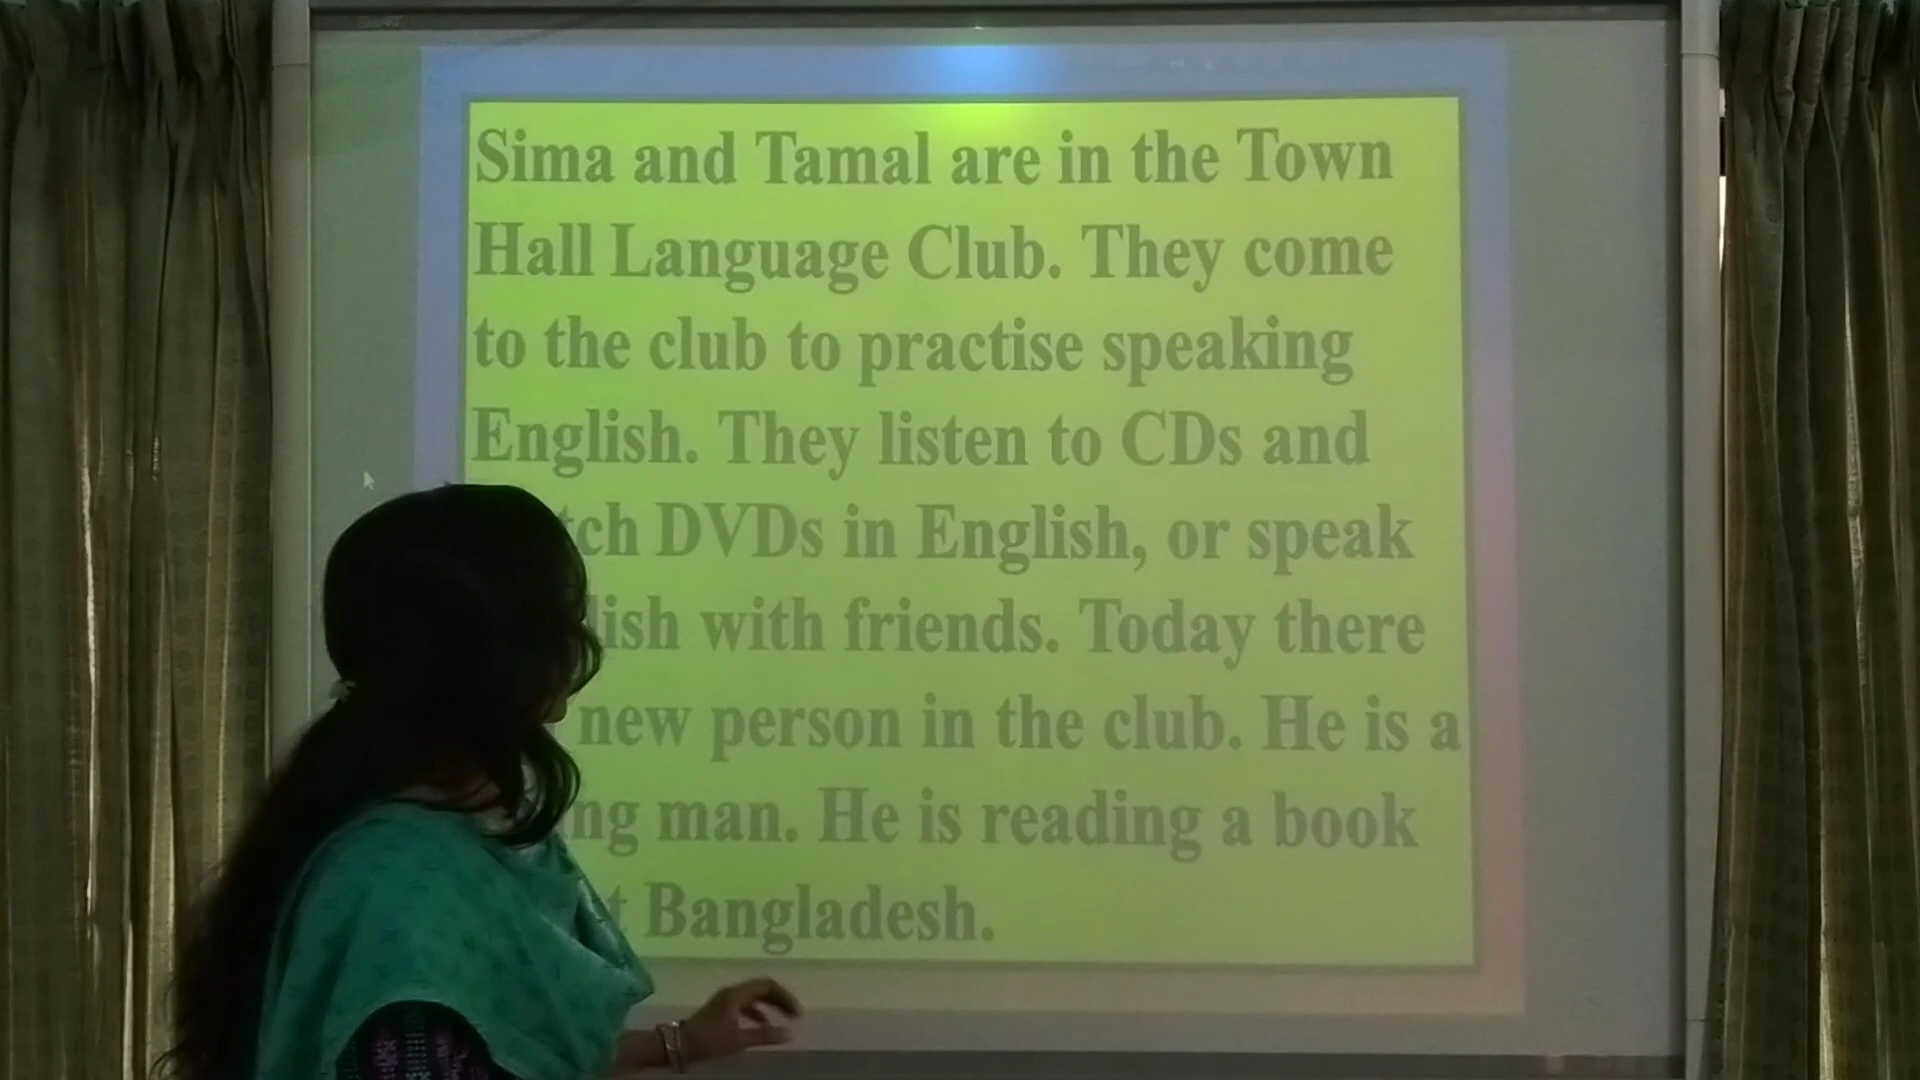 Sima and Tamal are in the Town
Hall Language Club. They come
to the club to practise speaking
English. They listen to CDs and
tch DVDs in English, or speak
lish with friends. Today there
new person in the club. He is a
ng man. He is reading a book
t Bangladesh.